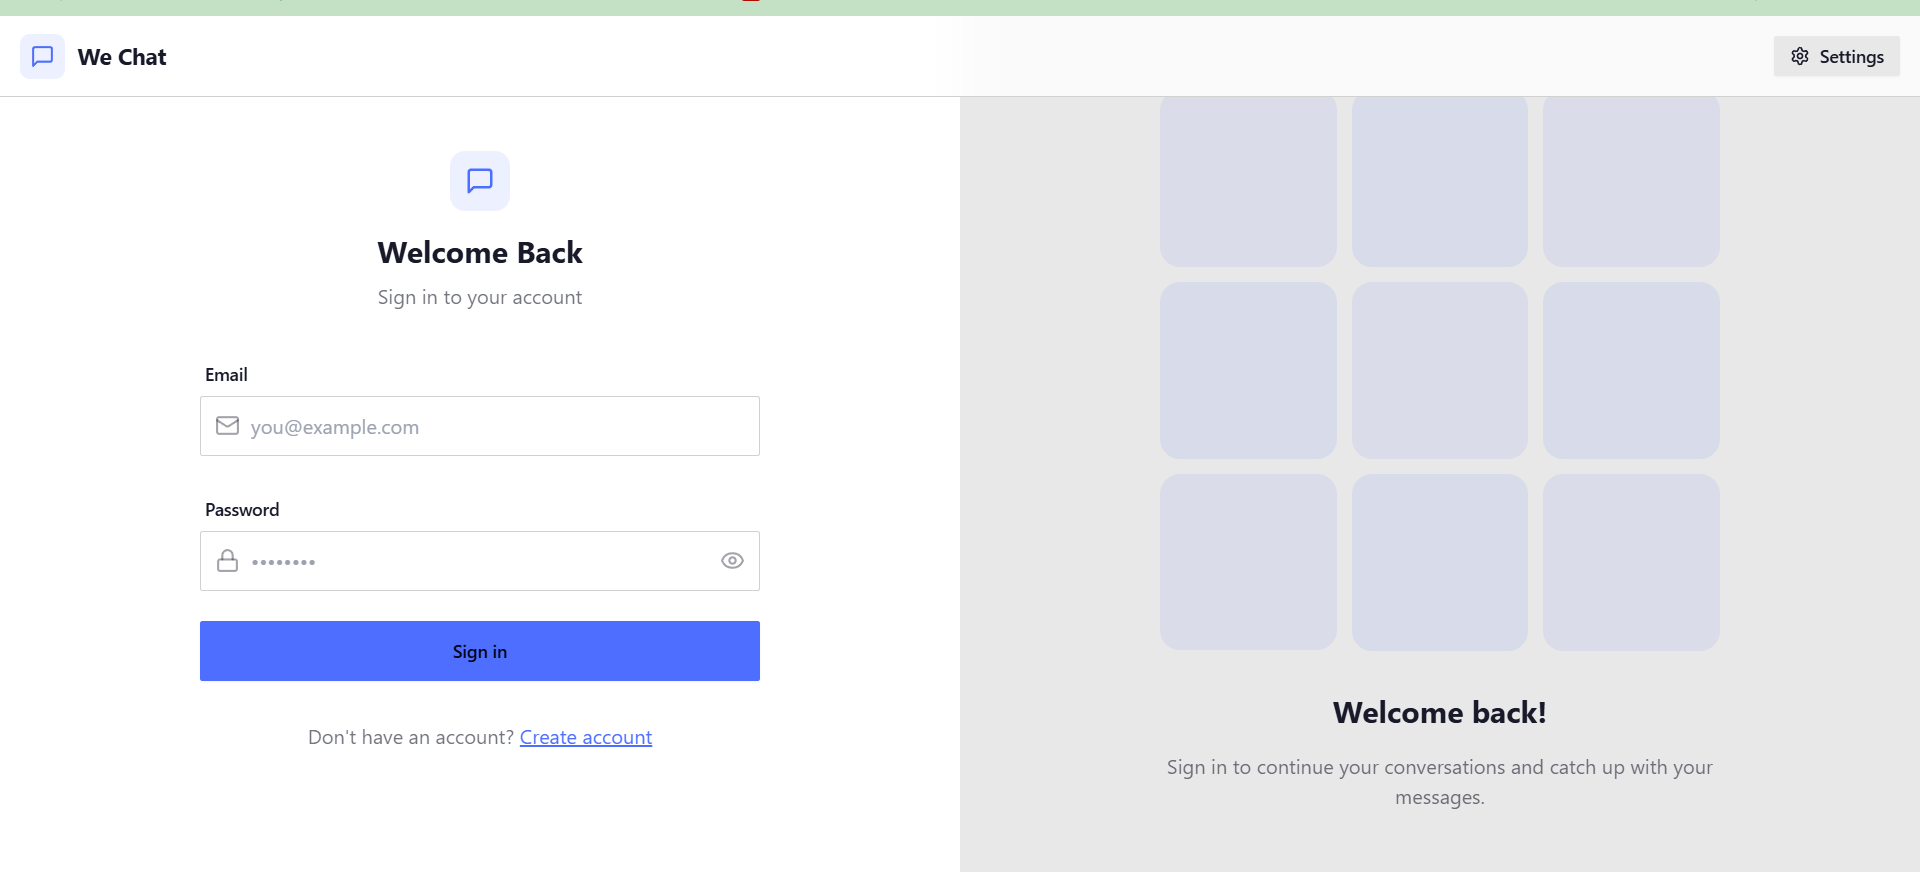 We Chat
Settings
Welcome Back
Sign in to your account
Email
you@example.com
Password
••••••••
Sign in
Don't have an account? Create account
Welcome back!
Sign in to continue your conversations and catch up with your
messages.